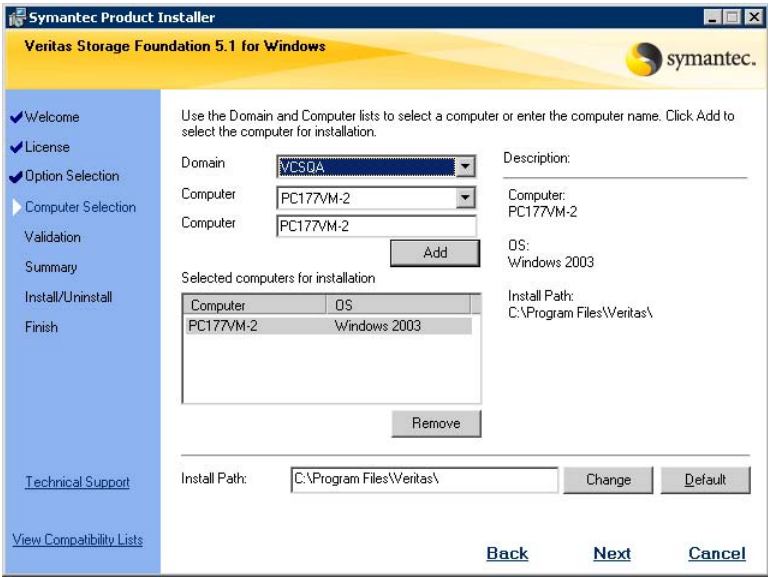 Symantec Product Installer
Veritas Storage Foundation 5.1 for Windows
symantec.
Welcome
License
Option Selection
Computer Selection
Validation
Summary
Install/Uninstall
Finish
Technical Support
View Compatibility Lists
Use the Domain and Computer lists to select a computer or enter the computer name. Click Add to
select the computer for installation.
Domain VCSQA
Computer PC177VM-2
Computer PC177VM-2
Add
Selected computers for installation
Computer OS
PC177VM-2 Windows 2003
Remove
Description:
Computer:
PC177VM-2
OS:
Windows 2003
Install Path:
C:\Program Files\Veritas\
Install Path: C:\Program Files\Veritas\ Change Default
Back Next Cancel